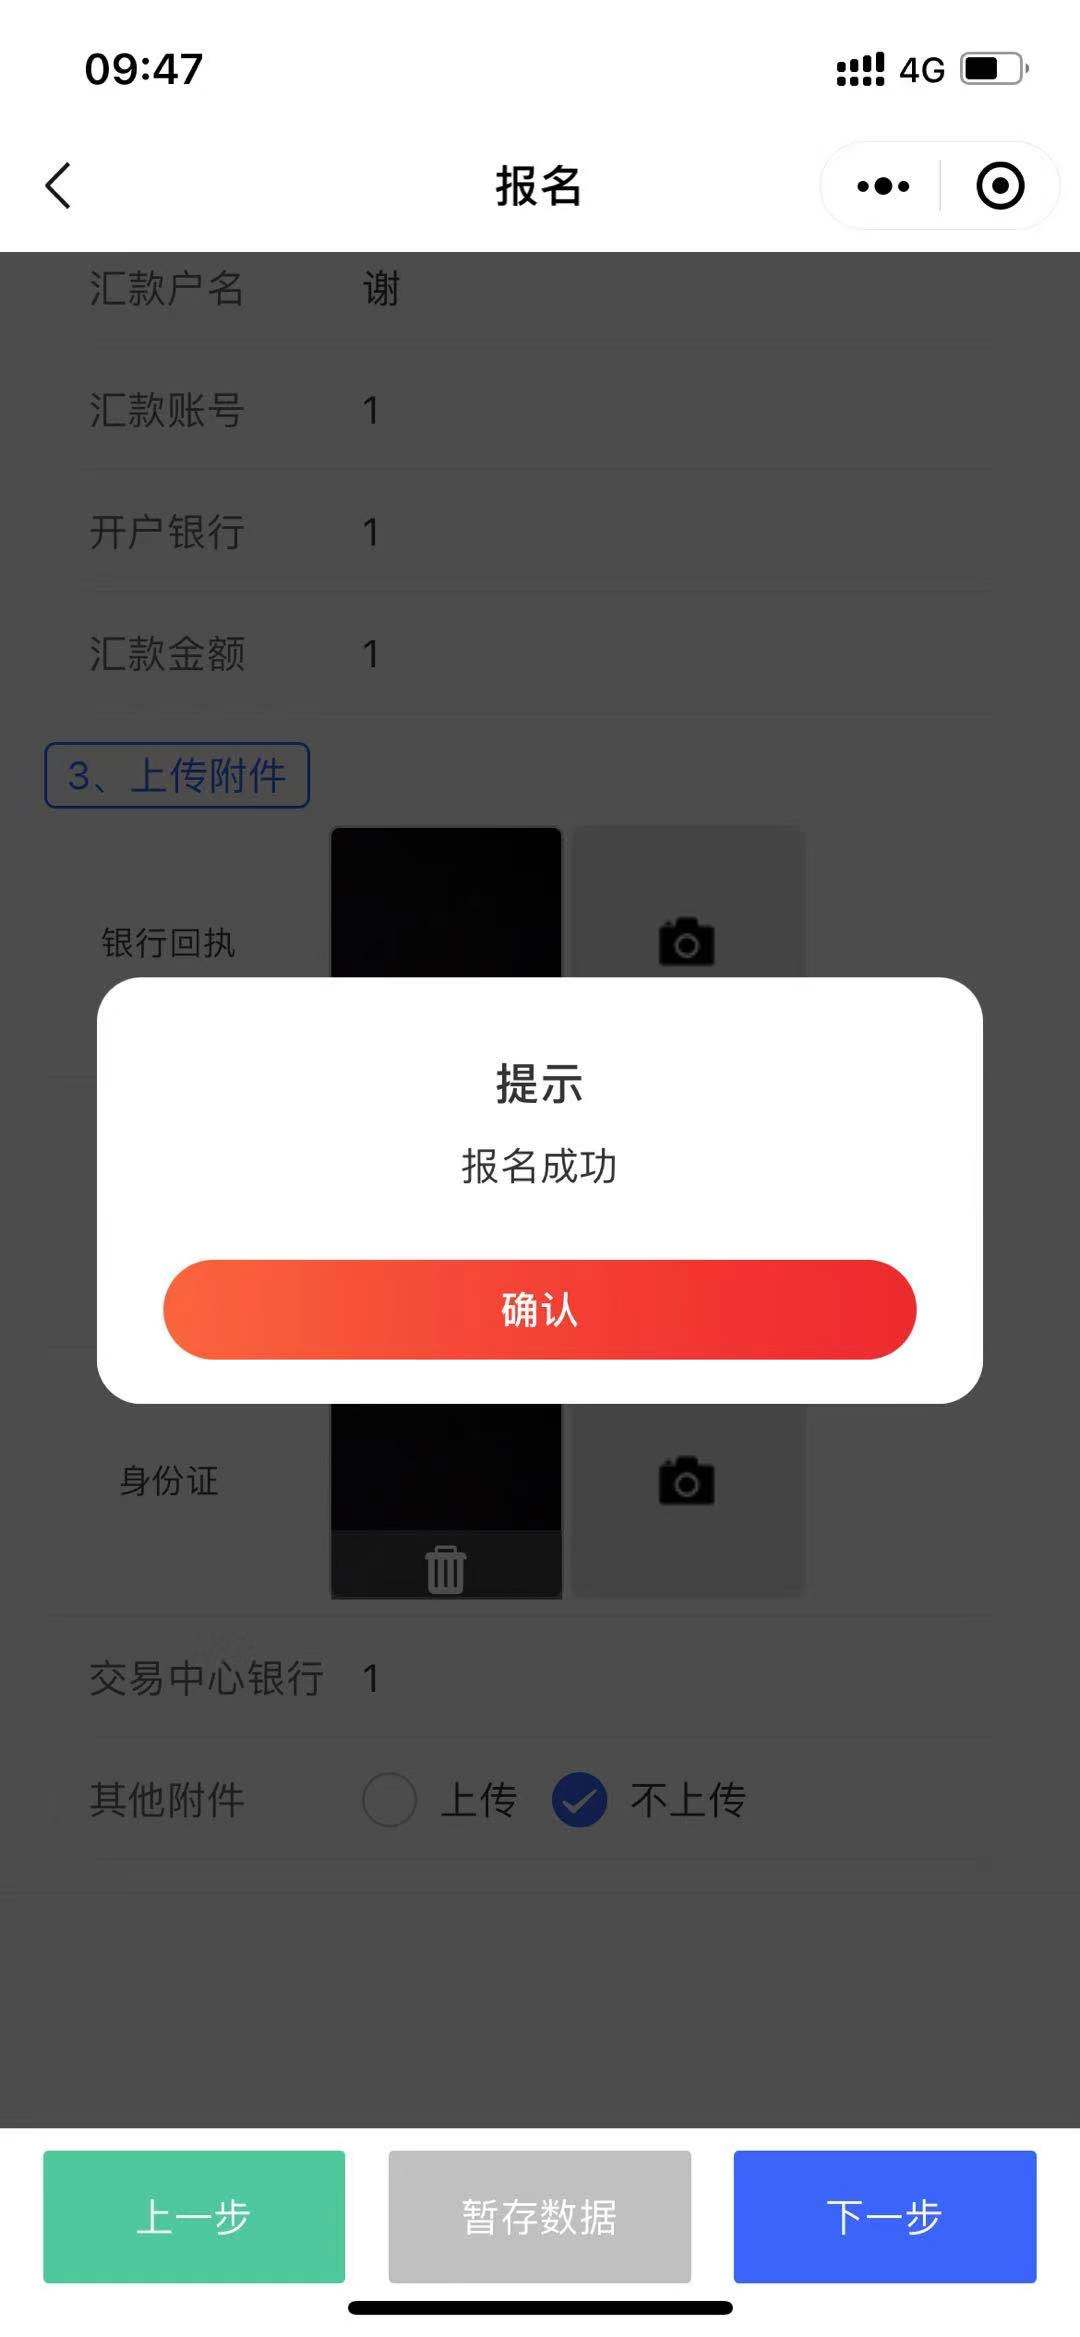 09:47
4G
报名
汇款户名 谢
汇款账号 1
开户银行 1
汇款金额 1
3、上传附件
银行回执
提示
报名成功
确认
身份证
交易中心银行 1
其他附件 上传 不上传
上一步 暂存数据 下一步